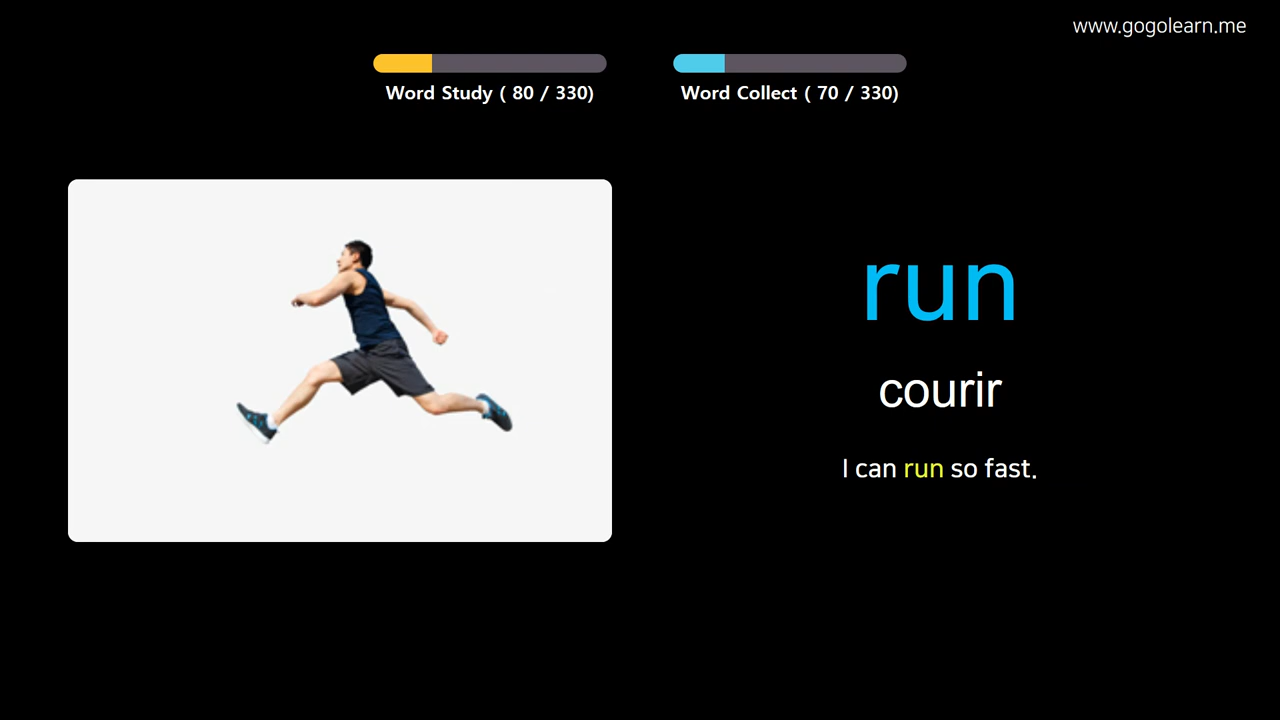 www.gogolearn.me
Word Study ( 80 / 330)
Word Collect ( 70 / 330)
run
courir
I can run so fast.